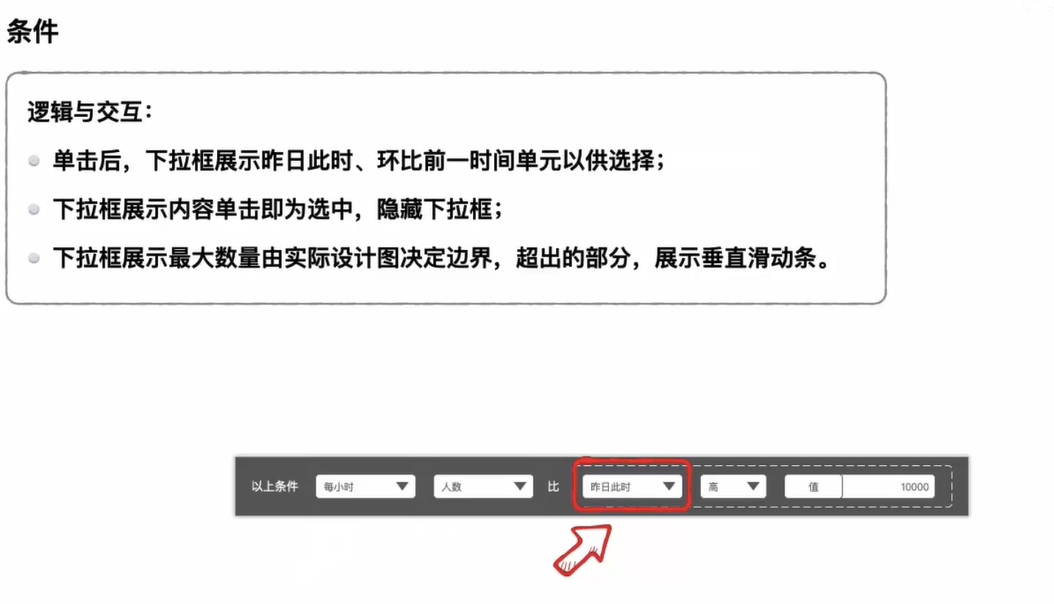 条件
逻辑与交互：
单击后，下拉框展示昨日此时、环比前一时间单元以供选择；
下拉框展示内容单击即为选中，隐藏下拉框；
下拉框展示最大数量由实际设计图决定边界，超出的部分，展示垂直滑动条。
以上条件 每小时 人数 比 昨日此时 高 值 10000